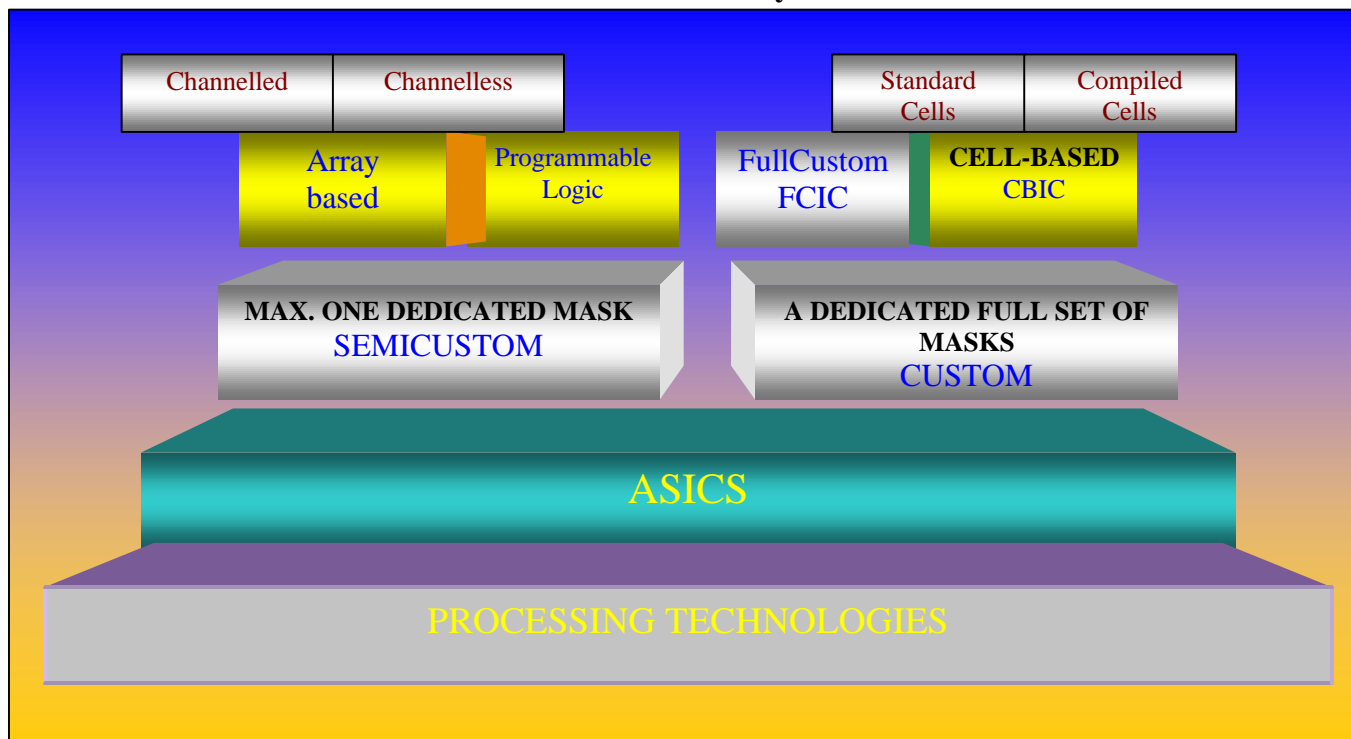 Channelled
Channelless
Standard
Cells
Compiled
Cells
Array
based
Programmable
Logic
FullCustom
FCIC
CELL-BASED
CBIC
MAX. ONE DEDICATED MASK
SEMICUSTOM
A DEDICATED FULL SET OF
MASKS
CUSTOM
ASICS
PROCESSING TECHNOLOGIES